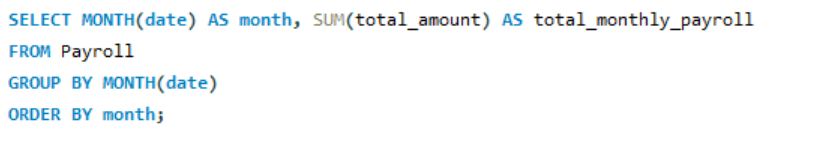 SELECT MONTH(date) AS month, SUM(total_amount) AS total_monthly_payroll
FROM Payroll
GROUP BY MONTH(date)
ORDER BY month;